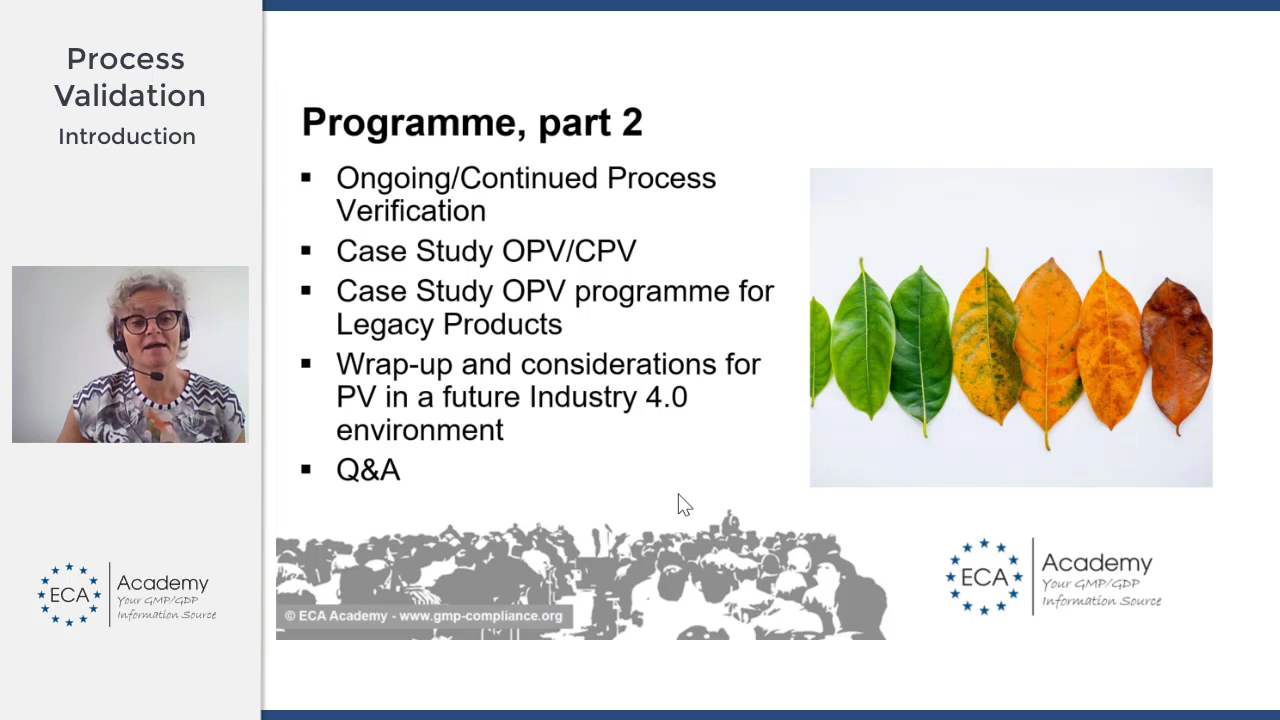 Process
Validation
Introduction
ECA
Academy
Your GMP/GDP
Information Source
Programme, part 2
▪ Ongoing/Continued Process
Verification
▪ Case Study OPV/CPV
▪ Case Study OPV programme for
Legacy Products
▪ Wrap-up and considerations for
PV in a future Industry 4.0
environment
▪ Q&A
© ECA Academy - www.gmp-compliance.org
ECA
Academy
Your GMP/GDP
Information Source